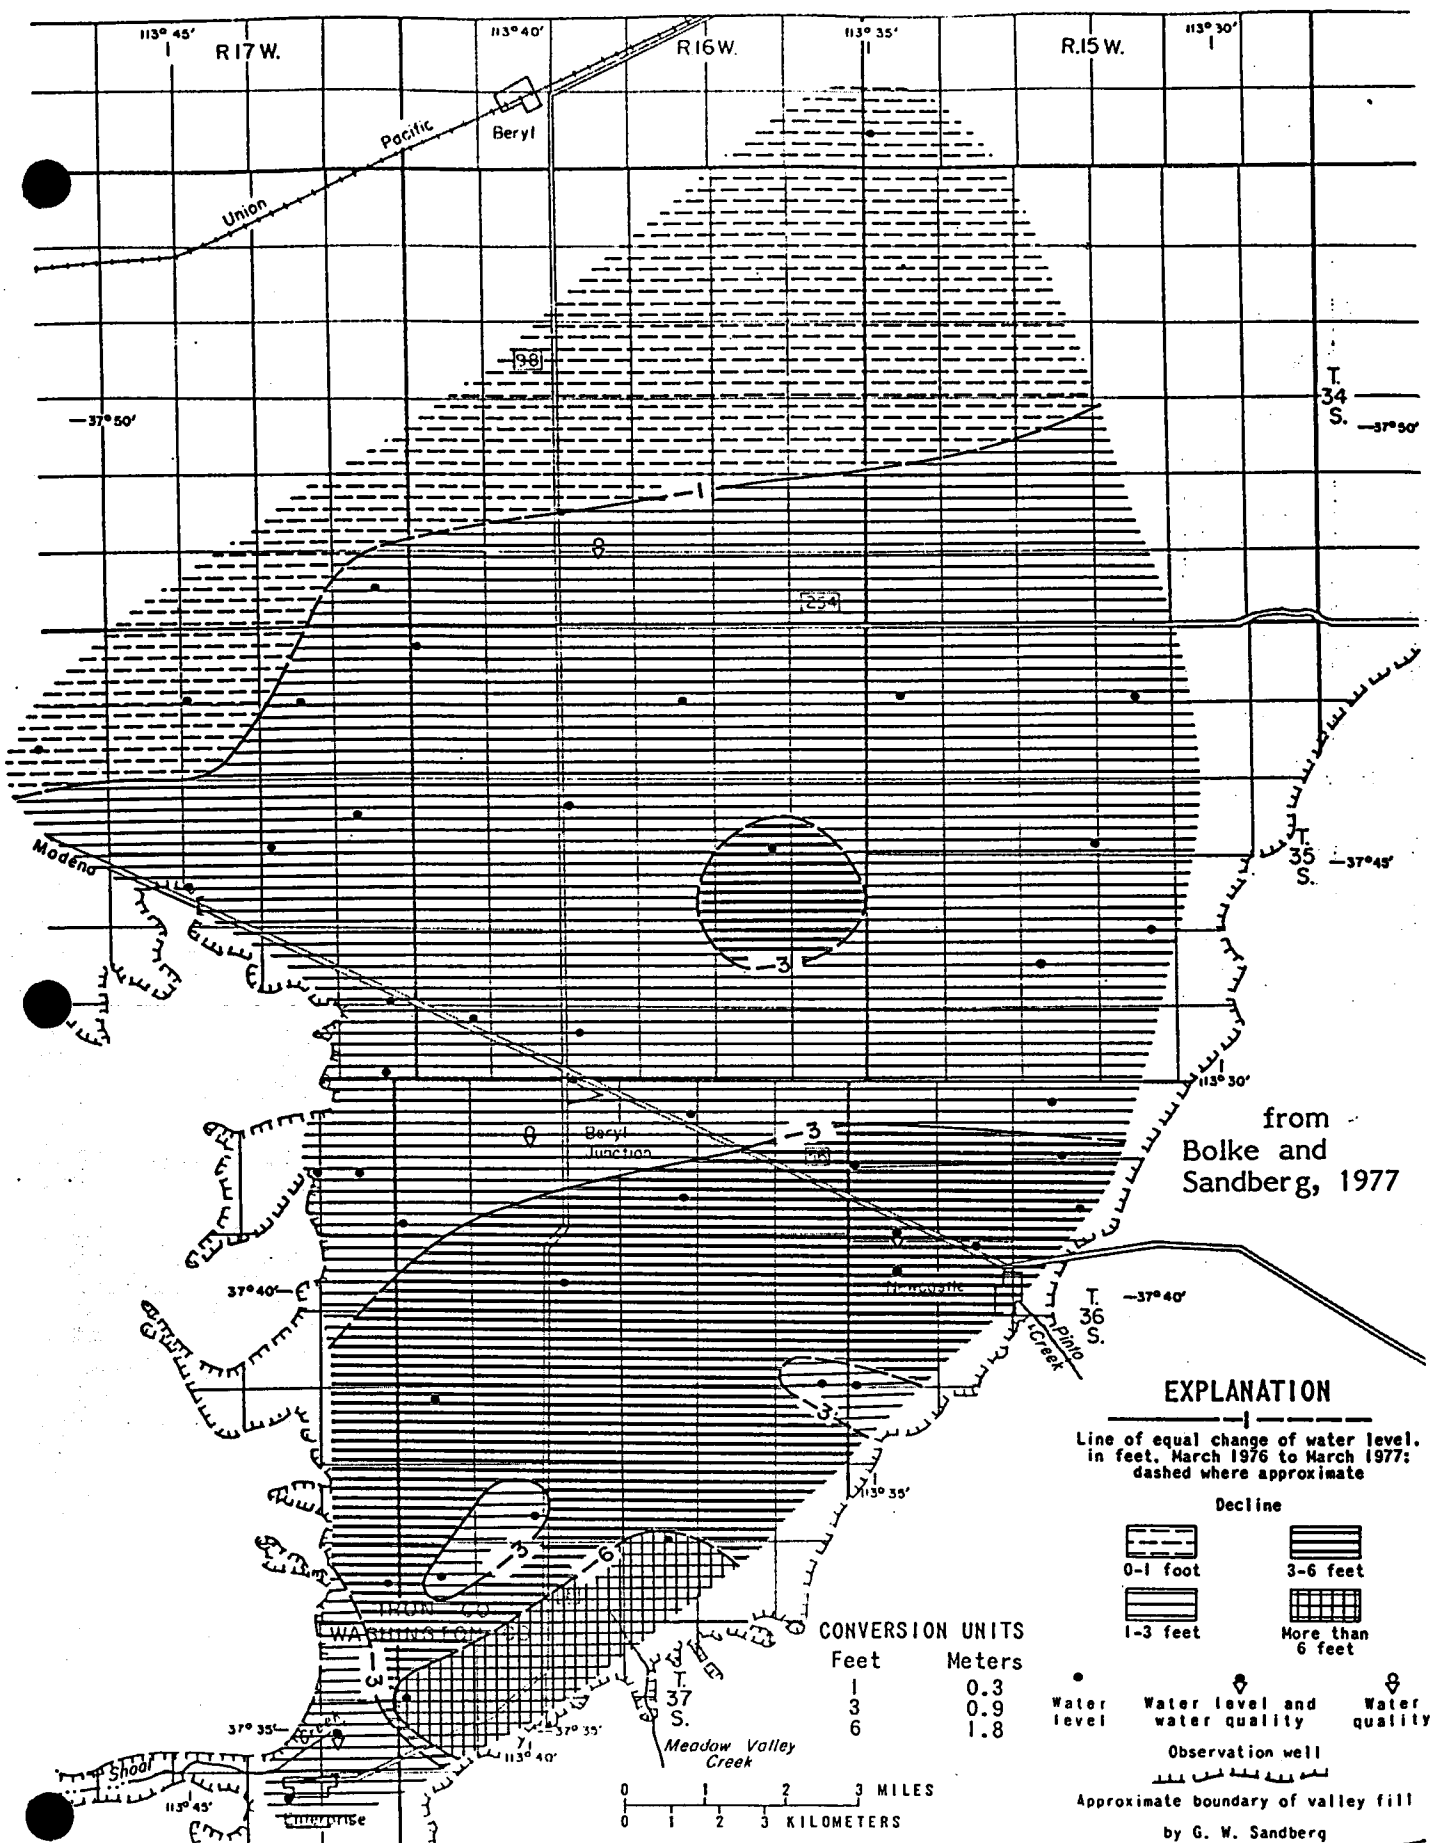 113° 45'
113° 40'
113° 35'
113° 30'
R.17 W.
R.16 W.
R.15 W.
Beryl
Pacific
Union
98
T.
34
S.
37° 50'
37° 50'
1
254
Modena
T.
35
S.
37° 45'
3
113° 30'
from
Bolke and
Sandberg, 1977
3
Beryl
Junction
56
37° 40'
Newcastle
T.
36
S.
37° 40'
Pinto
Creek
3
113° 35'
3
6
IRON CO
WASHINGTON CO
3
T.
37
S.
37° 35'
37° 35'
Creek
113° 40'
Meadow Valley
Creek
Shoal
113° 45'
Enterprise
EXPLANATION
1
Line of equal change of water level,
in feet, March 1976 to March 1977;
dashed where approximate
Decline
0-1 foot
3-6 feet
1-3 feet
More than
6 feet
CONVERSION UNITS
Feet Meters
1 0.3
3 0.9
6 1.8
Water
level
Water level and
water quality
Water
quality
Observation well
Approximate boundary of valley fill
by G. W. Sandberg
0 1 2 3 MILES
0 1 2 3 KILOMETERS